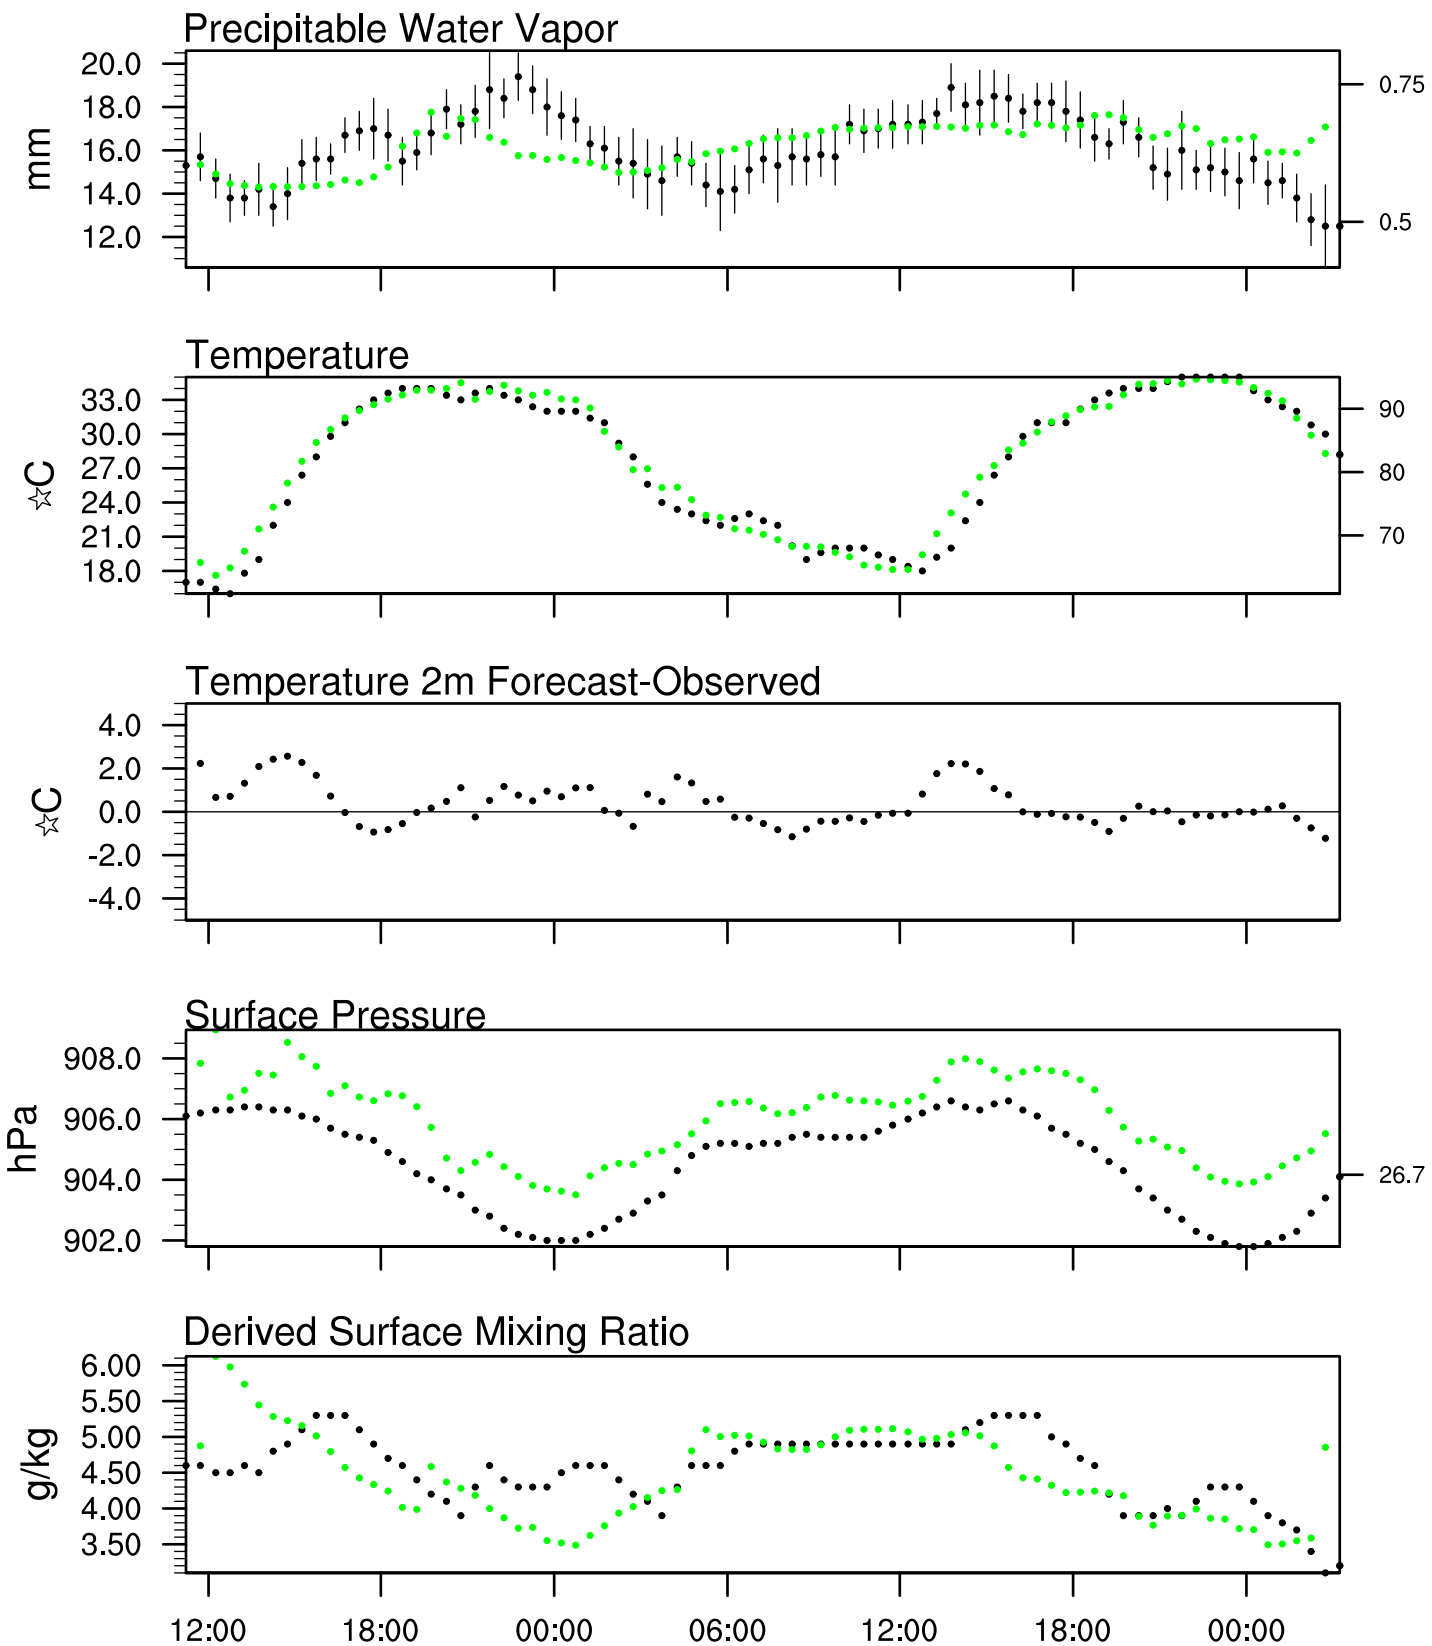 Precipitable Water Vapor
20.0
18.0
16.0
14.0
12.0
mm
0.75
0.5
Temperature
33.0
30.0
27.0
24.0
21.0
18.0
☆C
90
80
70
Temperature 2m Forecast-Observed
4.0
2.0
0.0
-2.0
-4.0
☆C
Surface Pressure
908.0
906.0
904.0
902.0
hPa
26.7
Derived Surface Mixing Ratio
6.00
5.50
5.00
4.50
4.00
3.50
g/kg
12:00 18:00 00:00 06:00 12:00 18:00 00:00